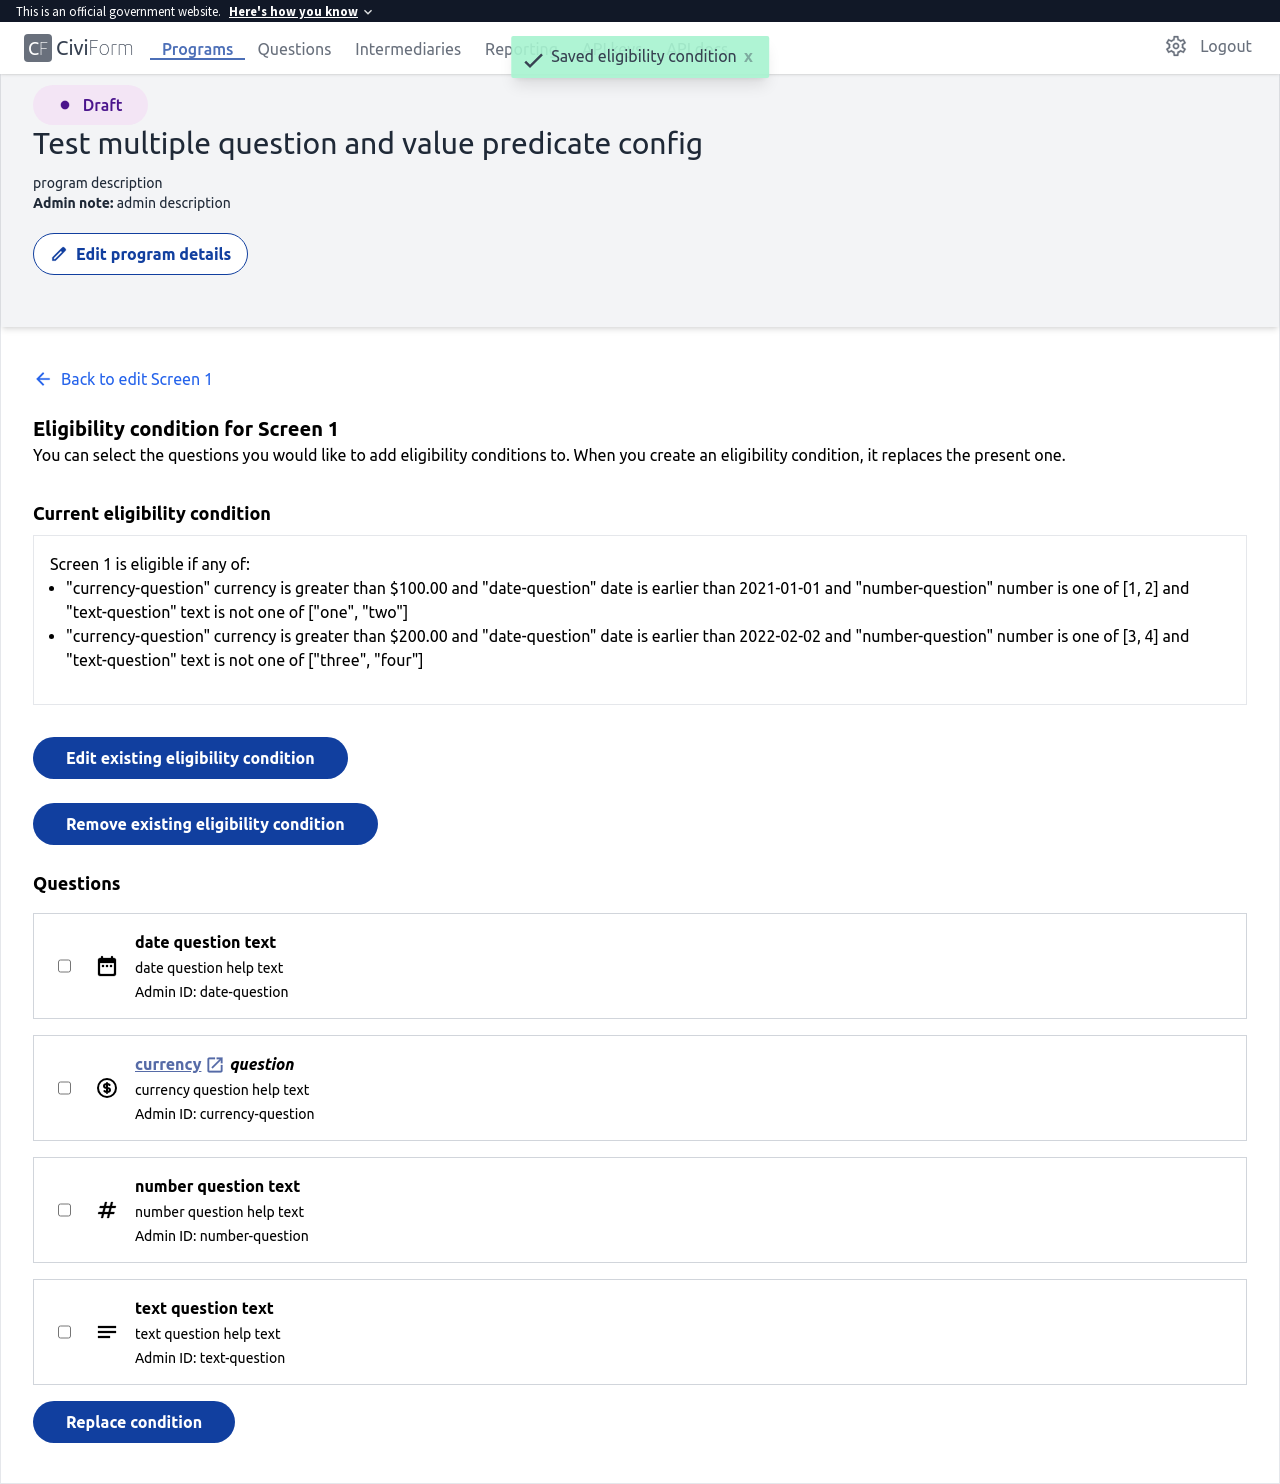 This is an official government website. Here's how you know
CF CiviForm Programs Questions Intermediaries Logout
Saved eligibility condition x
Draft
Test multiple question and value predicate config
program description
Admin note: admin description
Edit program details
Back to edit Screen 1
Eligibility condition for Screen 1
You can select the questions you would like to add eligibility conditions to. When you create an eligibility condition, it replaces the present one.
Current eligibility condition
Screen 1 is eligible if any of:
• "currency-question" currency is greater than $100.00 and "date-question" date is earlier than 2021-01-01 and "number-question" number is one of [1, 2] and
"text-question" text is not one of ["one", "two"]
• "currency-question" currency is greater than $200.00 and "date-question" date is earlier than 2022-02-02 and "number-question" number is one of [3, 4] and
"text-question" text is not one of ["three", "four"]
Edit existing eligibility condition
Remove existing eligibility condition
Questions
date question text
date question help text
Admin ID: date-question
currency question
currency question help text
Admin ID: currency-question
number question text
number question help text
Admin ID: number-question
text question text
text question help text
Admin ID: text-question
Replace condition